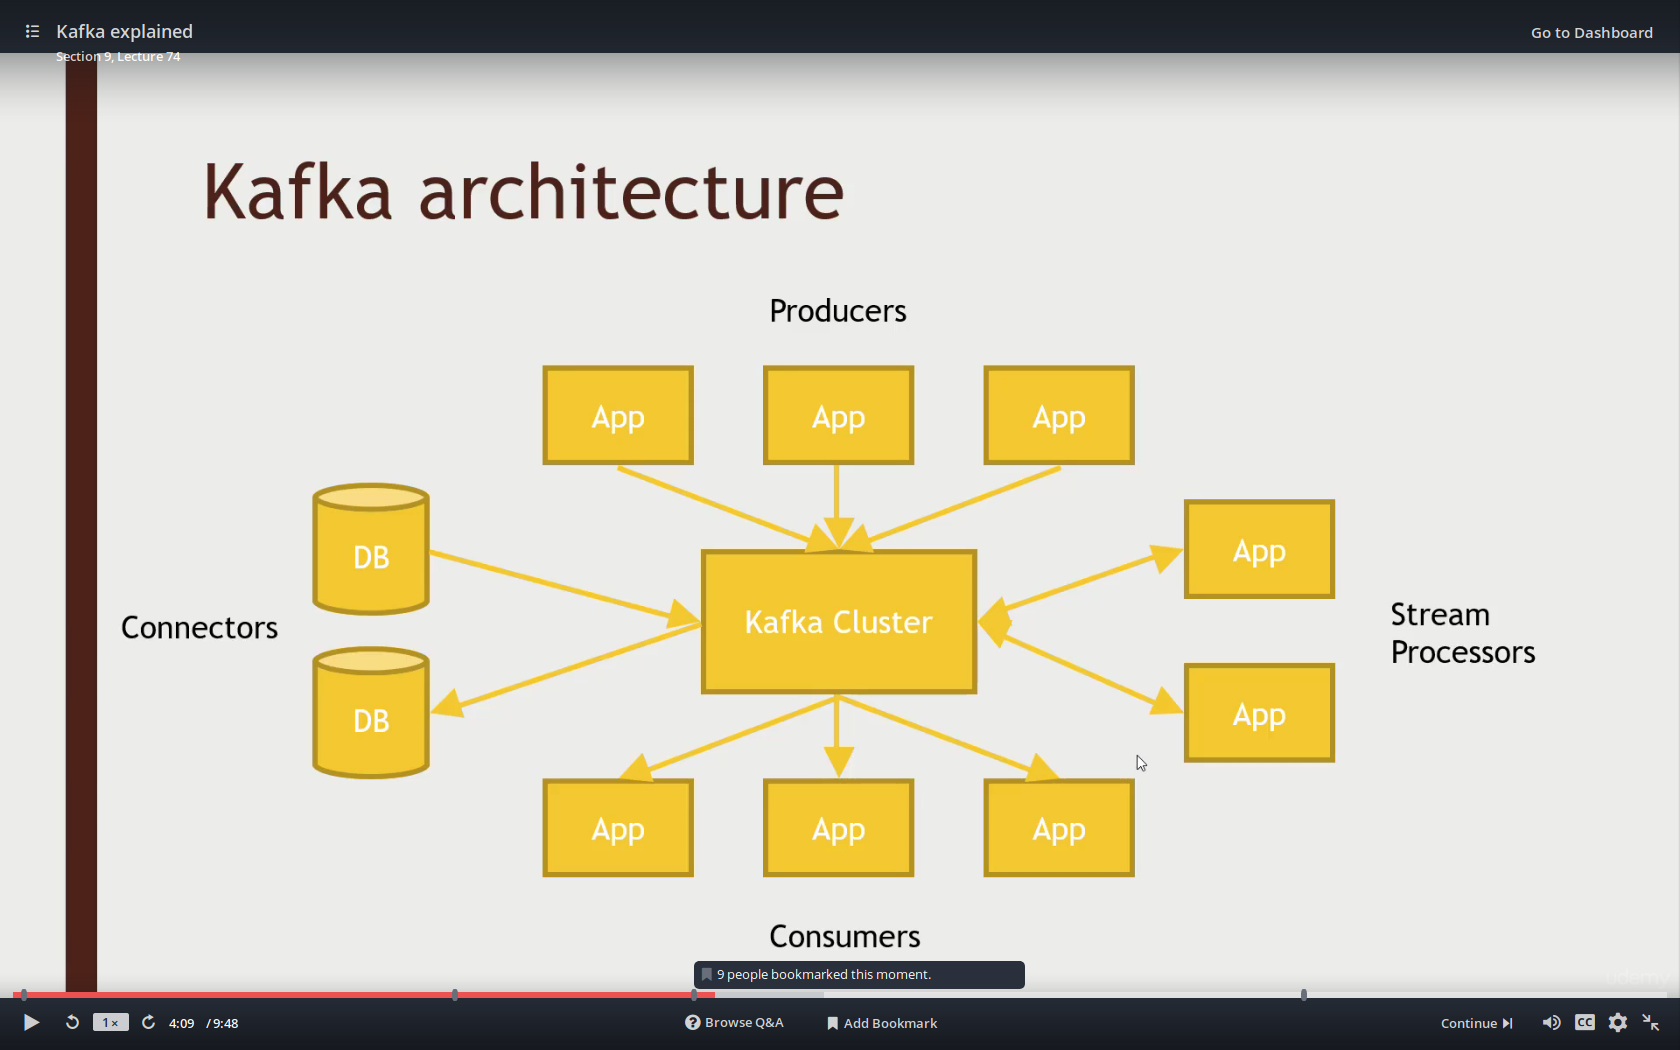 Kafka explained
Go to Dashboard
Section 9, Lecture 74
Kafka architecture
Producers
App
App
App
DB
App
Kafka Cluster
Connectors
Stream
Processors
DB
App
App
App
App
Consumers
9 people bookmarked this moment.
1 ×
4:09 / 9:48
Browse Q&A
Add Bookmark
Continue
CC